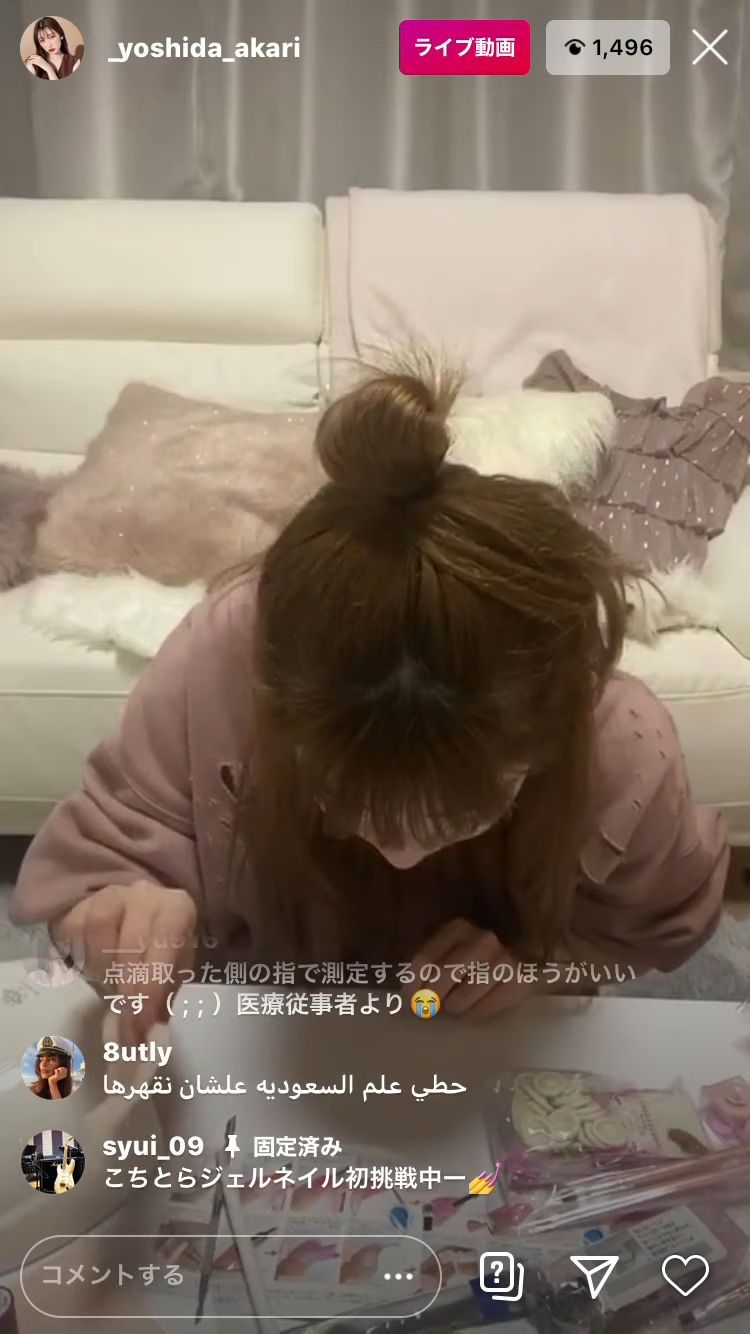 _yoshida_akari
ライブ動画
1,496
点滴取った側の指で測定するので指のほうがいい
です（ ; ; ）医療従事者より😭
8utly
حطي علم السعوديه علشان نقهرها
syui_09 固定済み
こちとらジェルネイル初挑戦中ー💅
コメントする